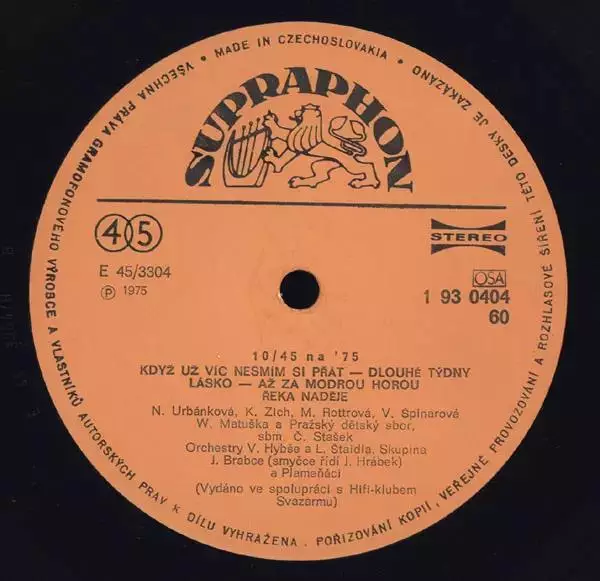 VŠECHNA PRÁVA GRAMOFONOVÉHO VÝROBCE A VLASTNÍKŮ AUTORSKÝCH PRÁV K DÍLU VYHRAŽENA. POŘIZOVÁNÍ KOPIÍ, VEŘEJNÉ PROVOZOVÁNÍ A ROZHLASOVÉ ŠÍŘENÍ TÉTO DESKY JE ZAKÁZÁNO • MADE IN CZECHOSLOVAKIA •
SUPRAPHON
45
STEREO
E 45/3304
OSA
Ⓟ 1975
1 93 0404
60
10/45 na '75
KDYŽ UŽ VÍC NESMÍM SI PŘÁT — DLOUHÉ TÝDNY
LÁSKO — AŽ ZA MODROU HOROU
ŘEKA NADĚJE
N. Urbánková, K. Zich, M. Rottrová, V. Špinarová
W. Matuška a Pražský dětský sbor,
sbm. Č. Stašek
Orchestry V. Hybše a L. Štaidla, Skupina
J. Brabce (smyčce řídí J. Hrábek)
a Plameňáci
(Vydáno ve spolupráci s Hifi-klubem
Svazarmu)